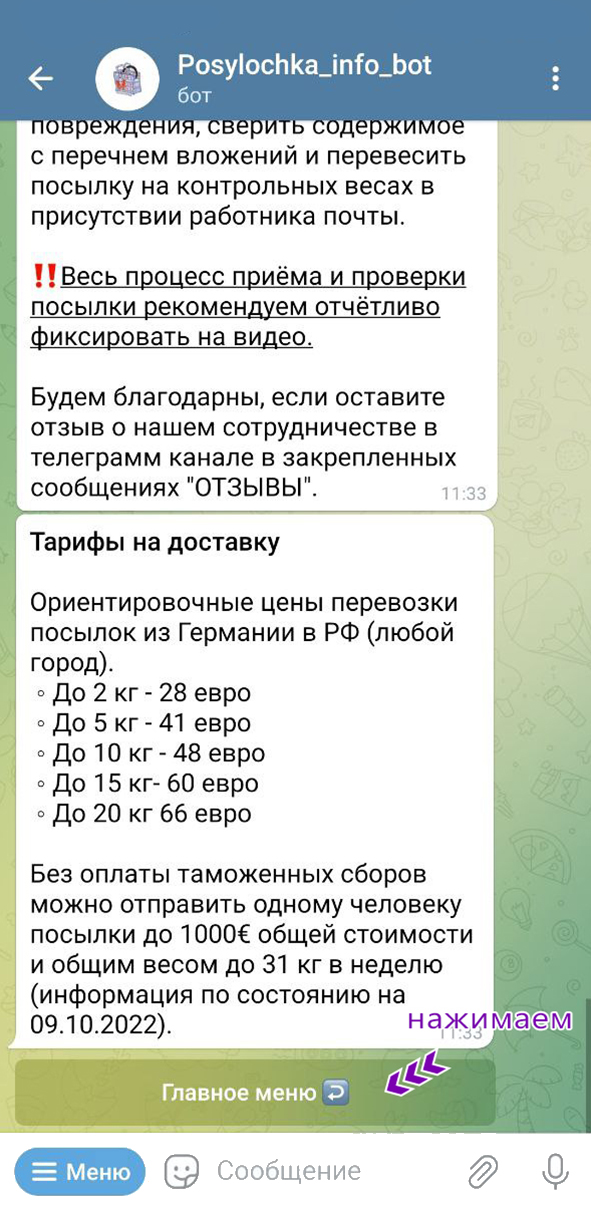 Posylochka_info_bot
бот
повреждения, сверить содержимое
с перечнем вложений и перевесить
посылку на контрольных весах в
присутствии работника почты.
‼️Весь процесс приёма и проверки
посылки рекомендуем отчётливо
фиксировать на видео.
Будем благодарны, если оставите
отзыв о нашем сотрудничестве в
телеграмм канале в закрепленных
сообщениях "ОТЗЫВЫ".
11:33
Тарифы на доставку
Ориентировочные цены перевозки
посылок из Германии в РФ (любой
город).
◦ До 2 кг - 28 евро
◦ До 5 кг - 41 евро
◦ До 10 кг - 48 евро
◦ До 15 кг- 60 евро
◦ До 20 кг 66 евро
Без оплаты таможенных сборов
можно отправить одному человеку
посылки до 1000€ общей стоимости
и общим весом до 31 кг в неделю
(информация по состоянию на
09.10.2022).
нажимаем
11:33
Главное меню ↩️
Меню
Сообщение